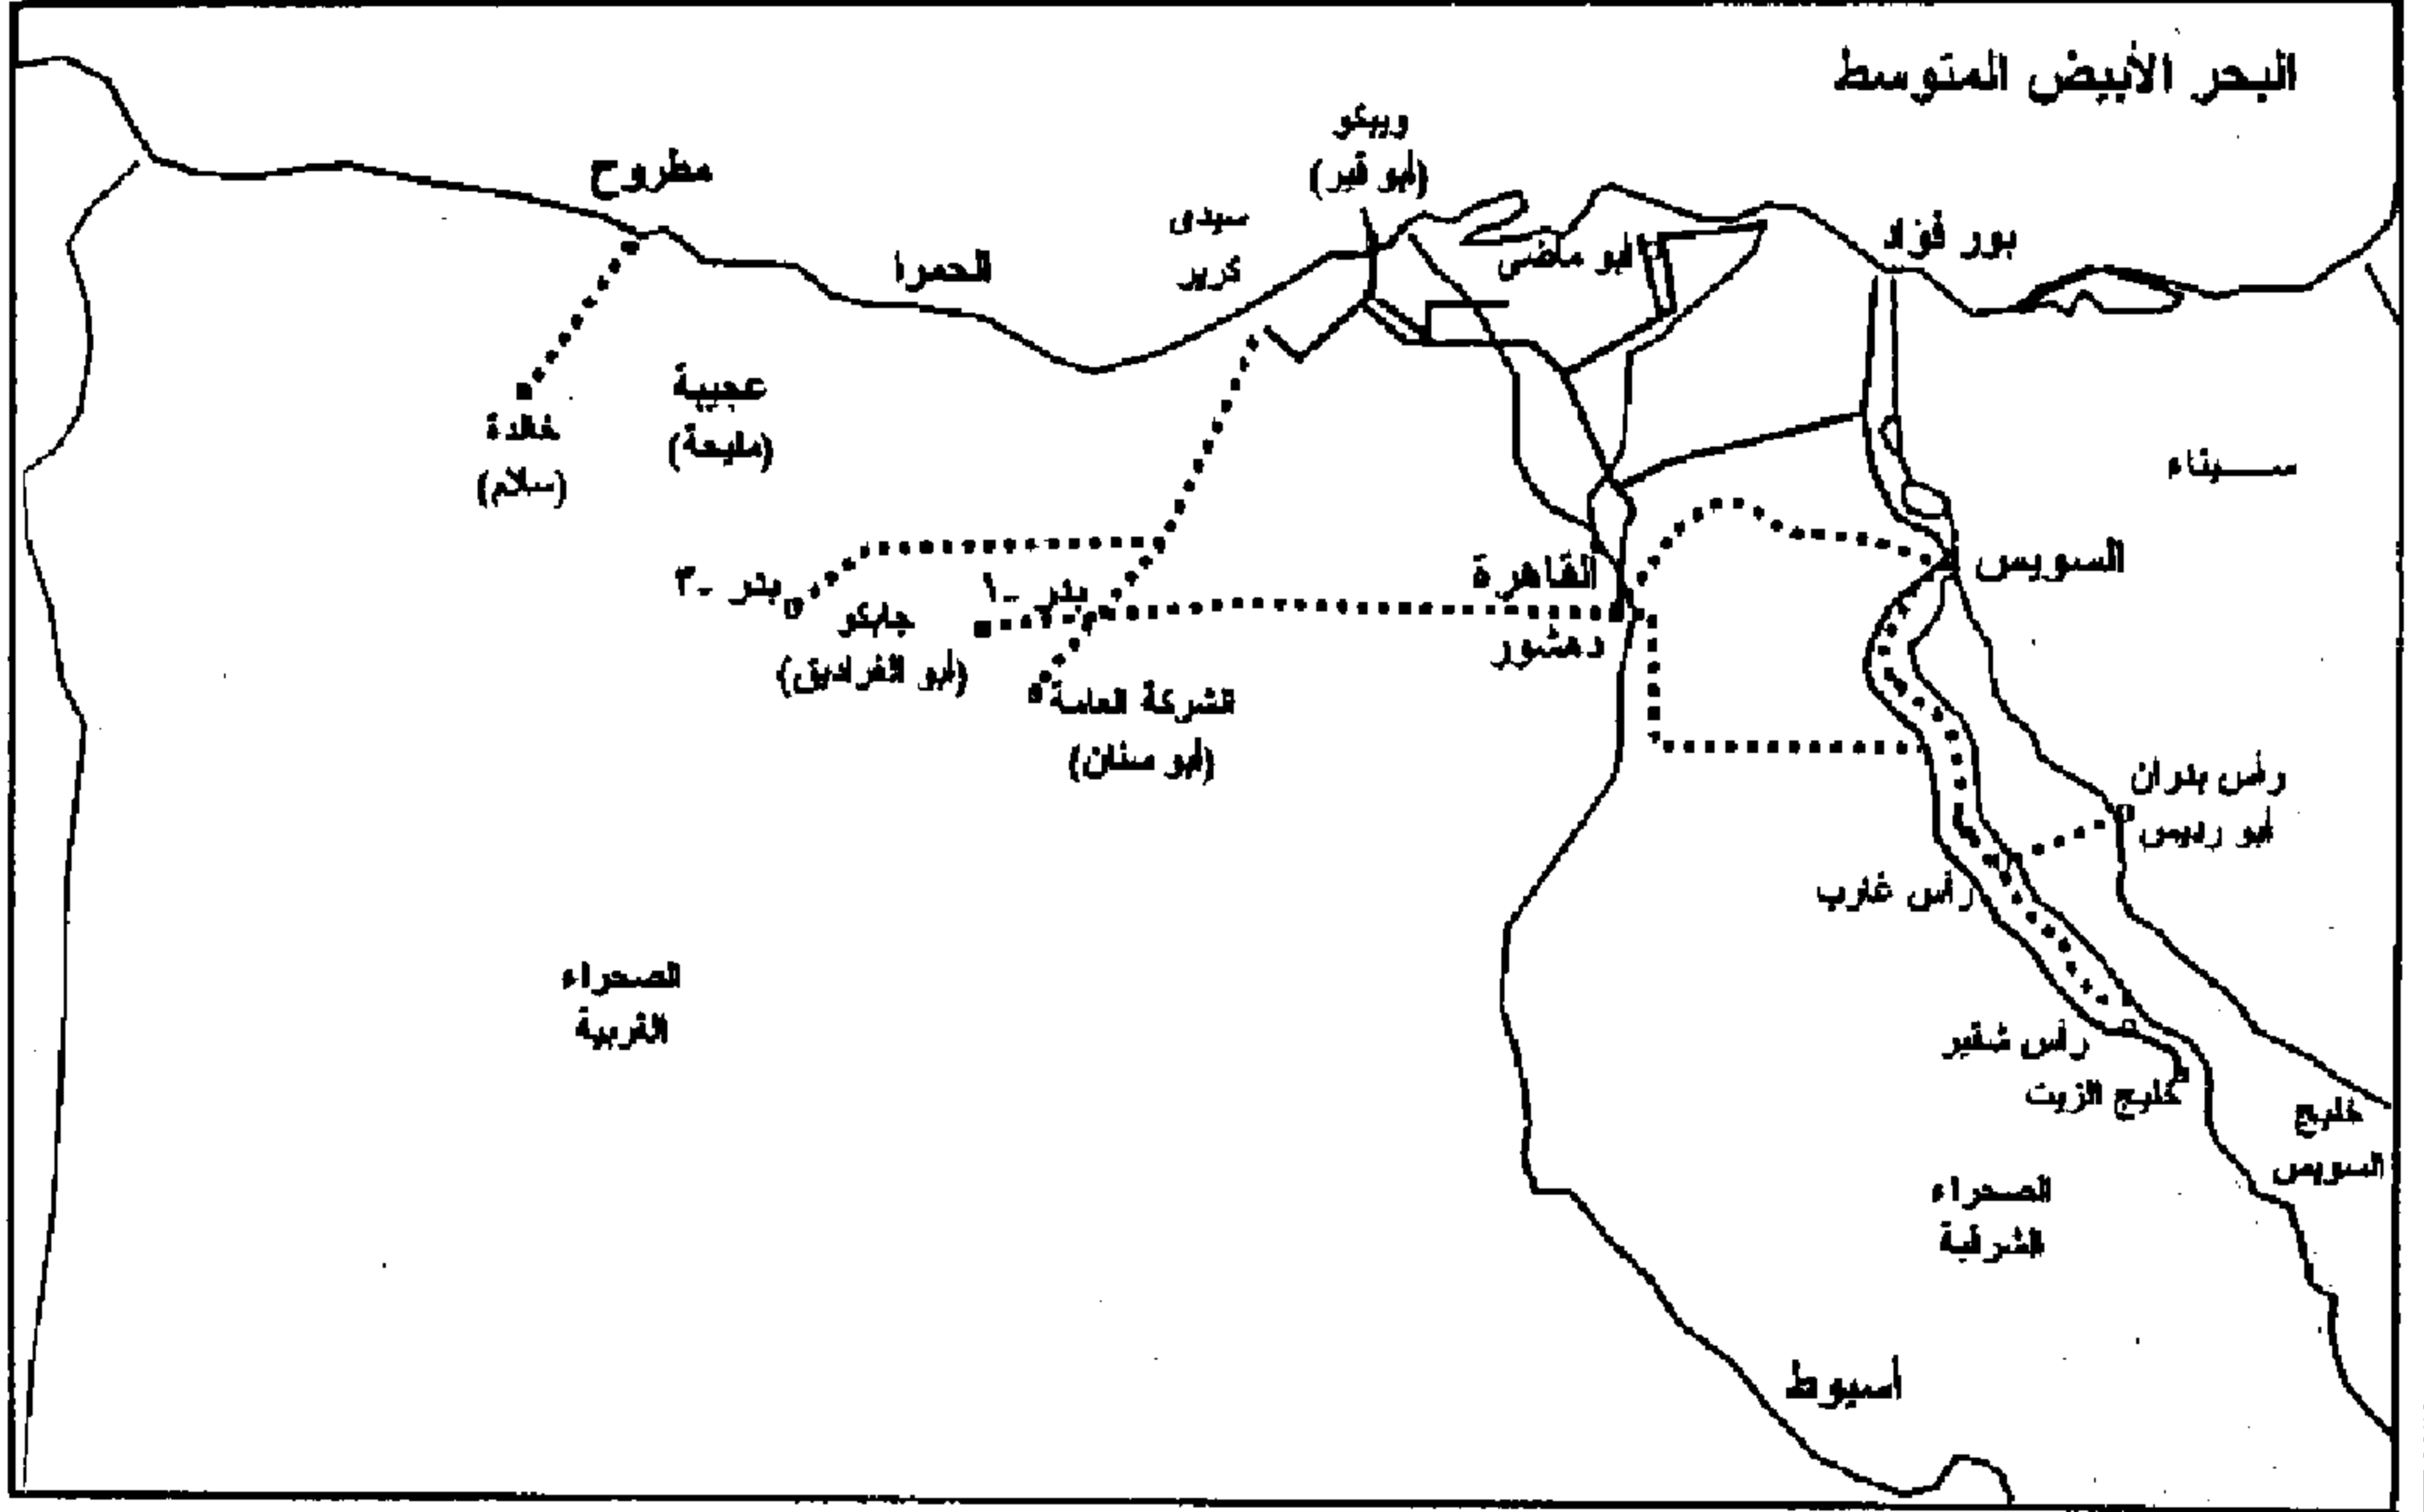 البحر الأبيض المتوسط
ويبكو
(أبو قير)
مطروح
سيدى
كرير
الحمرا
أبو ماضى
بور فؤاد
عجيبة
(مليحة)
خالدة
(سلام)
سيناء
السويس
القاهرة
دهشور
بدر -٣
بدر -١
جابكو
(أبو الغراديق)
الشركة العامة
(أبو سنان)
رأس بدران
أبو رديس
رأس غارب
الصحراء
الغربية
رأس شقير
خليج الزيت
خليج
السويس
الصحراء
الشرقية
أسيوط